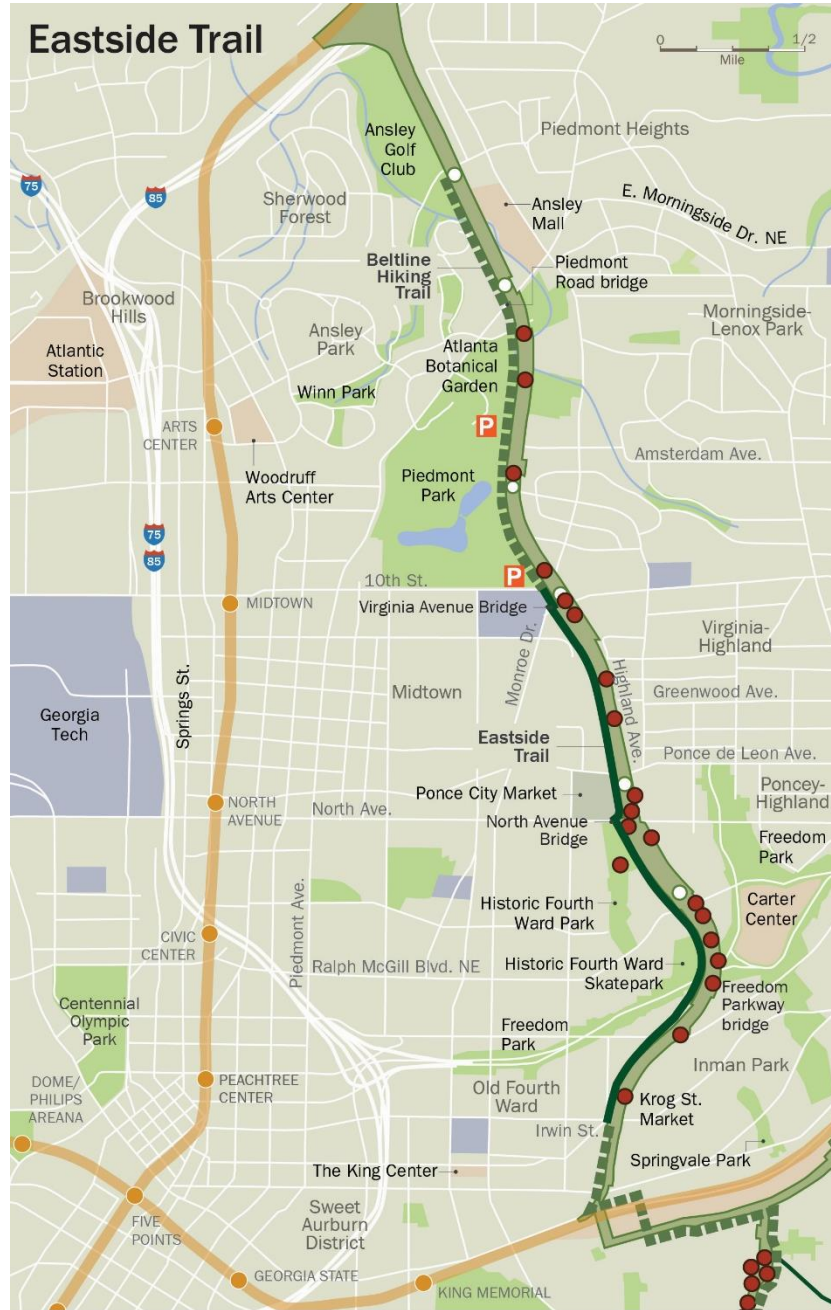 Eastside Trail
0
1/2
Mile
Ansley
Golf
Club
Piedmont Heights
75
85
Sherwood
Forest
Ansley
Mall
E. Morningside Dr. NE
Beltline
Hiking
Trail
Piedmont
Road bridge
Brookwood
Hills
Morningside-
Lenox Park
Ansley
Park
Atlantic
Station
Atlanta
Botanical
Garden
Winn Park
P
ARTS
CENTER
Amsterdam Ave.
Woodruff
Arts Center
Piedmont
Park
75
85
P
10th St.
MIDTOWN
Virginia Avenue Bridge
Virginia-
Highland
Monroe Dr.
Highland Ave.
Midtown
Greenwood Ave.
Springs St.
Georgia
Tech
Eastside
Trail
Ponce de Leon Ave.
Ponce City Market
Poncey-
Highland
NORTH
AVENUE
North Ave.
North Avenue
Bridge
Freedom
Park
Carter
Center
Historic Fourth
Ward Park
Piedmont Ave.
CIVIC
CENTER
Ralph McGill Blvd. NE
Historic Fourth Ward
Skatepark
Freedom
Parkway
bridge
Centennial
Olympic
Park
Freedom
Park
Inman Park
DOME/
PHILIPS
AREANA
PEACHTREE
CENTER
Old Fourth
Ward
Krog St.
Market
Irwin St.
Springvale Park
The King Center
Sweet
Auburn
District
FIVE
POINTS
GEORGIA STATE
KING MEMORIAL